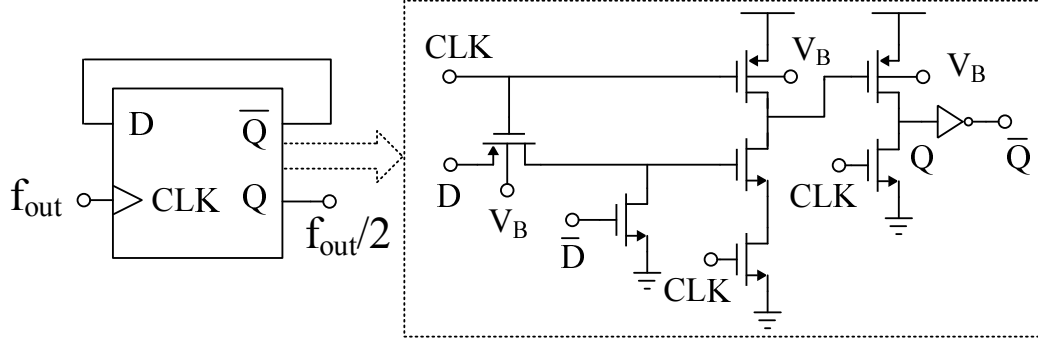 D
Q̅
CLK
Q
f_out
f_out/2
CLK
V_B
V_B
D
V_B
D̅
CLK
CLK
Q
Q̅